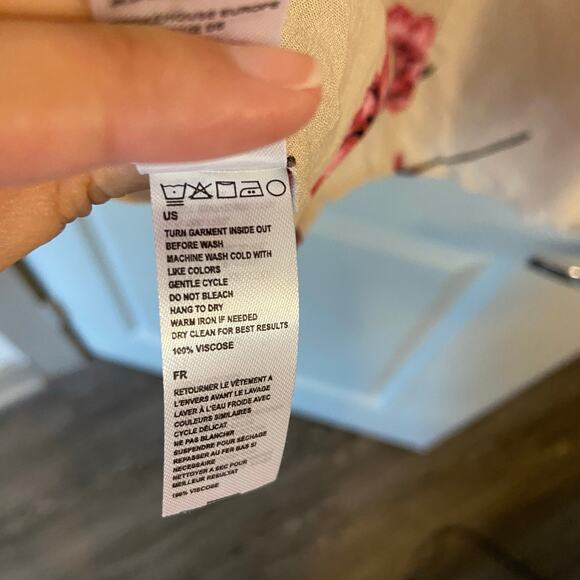 HOUSE EUROPE
US
TURN GARMENT INSIDE OUT
BEFORE WASH
MACHINE WASH COLD WITH
LIKE COLORS
GENTLE CYCLE
DO NOT BLEACH
HANG TO DRY
WARM IRON IF NEEDED
DRY CLEAN FOR BEST RESULTS
100% VISCOSE
FR
RETOURNER LE VÊTEMENT A
L'ENVERS AVANT LE LAVAGE
LAVER À L'EAU FROIDE AVEC
COULEURS SIMILAIRES
CYCLE DÉLICAT
NE PAS BLANCHIR
SUSPENDRE POUR SÉCHAGE
REPASSER AU FER BAS SI
NECESSAIRE
NETTOYER A SEC POUR
MEILLEUR RESULTAT
100% VISCOSE